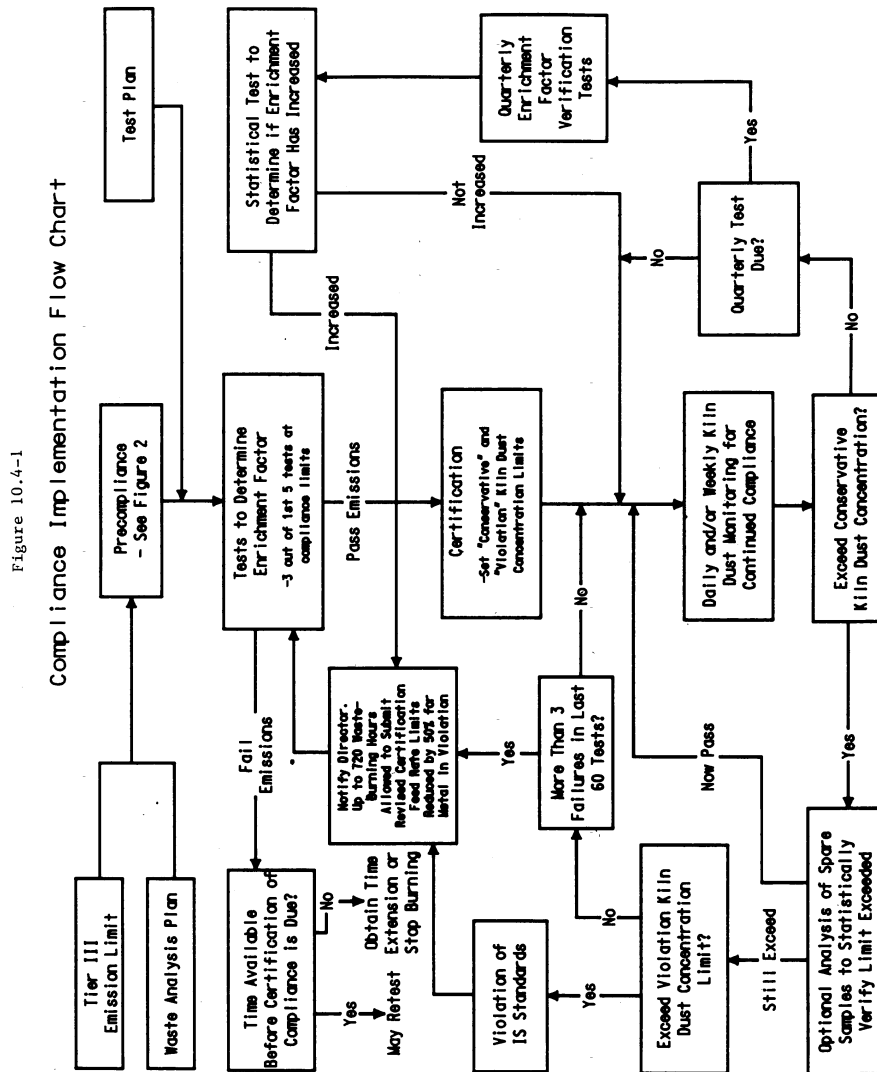 Figure 10.4-1
Compliance Implementation Flow Chart
Tier III
Emission Limit
Waste Analysis Plan
Precompliance
- See Figure 2
Test Plan
Time Available
Before Certification of
Compliance is Due?
Yes
May Retest
No
Obtain Time
Extension or
Stop Burning
Fail
Emissions
Tests to Determine
Enrichment Factor
-3 out of 1st 5 tests at
compliance limits
Pass Emissions
Increased
Statistical Test to
Determine if Enrichment
Factor Has Increased
Not
Increased
Violation of
IS Standards
Notify Director.
Up to 720 Waste-
Burning Hours
Allowed to Submit
Revised Certification
Feed Rate Limits
Reduced by 50% for
Metal in Violation
Certification
-Set "Conservative" and
"Violation" Kiln Dust
Concentration Limits
Quarterly
Enrichment
Factor
Verification
Tests
Yes
Yes
No
Yes
Exceed Violation Kiln
Dust Concentration
Limit?
No
More Than 3
Failures in Last
60 Tests?
Quarterly Test
Due?
No
Still Exceed
Now Pass
Daily and/or Weekly Kiln
Dust Monitoring for
Continued Compliance
No
Optional Analysis of Spare
Samples to Statistically
Verify Limit Exceeded
Yes
Exceed Conservative
Kiln Dust Concentration?